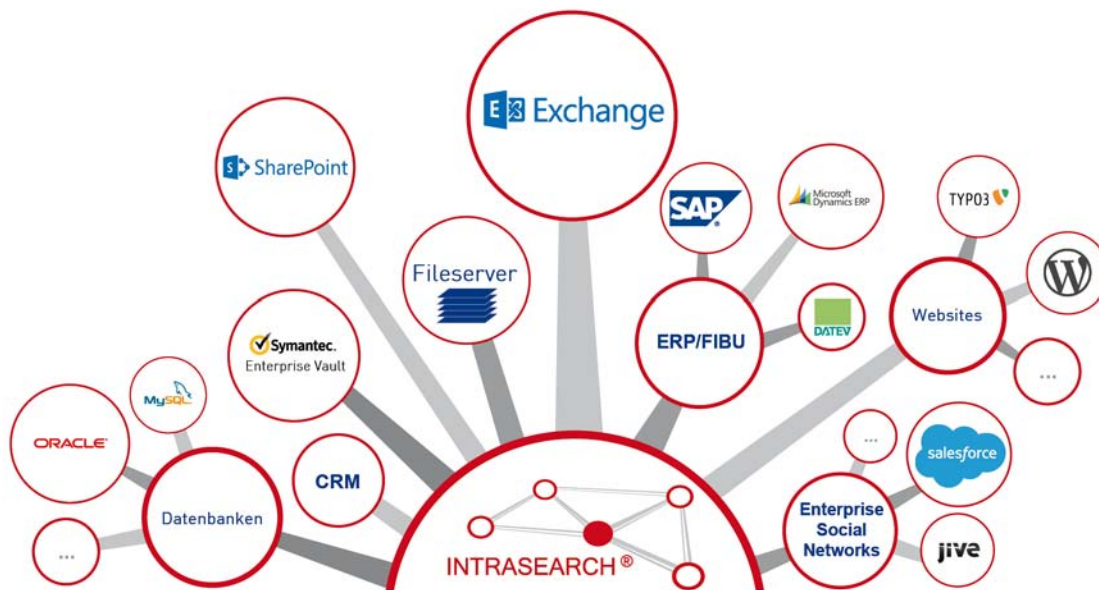 E Exchange
S SharePoint
SAP®
Microsoft
Dynamics ERP
TYPO3
W
Fileserver
ERP/FIBU
DATEV
Websites
...
Symantec.
Enterprise Vault
MySQL
ORACLE®
CRM
Datenbanken
...
...
salesforce
Enterprise
Social
Networks
jive
INTRASEARCH®